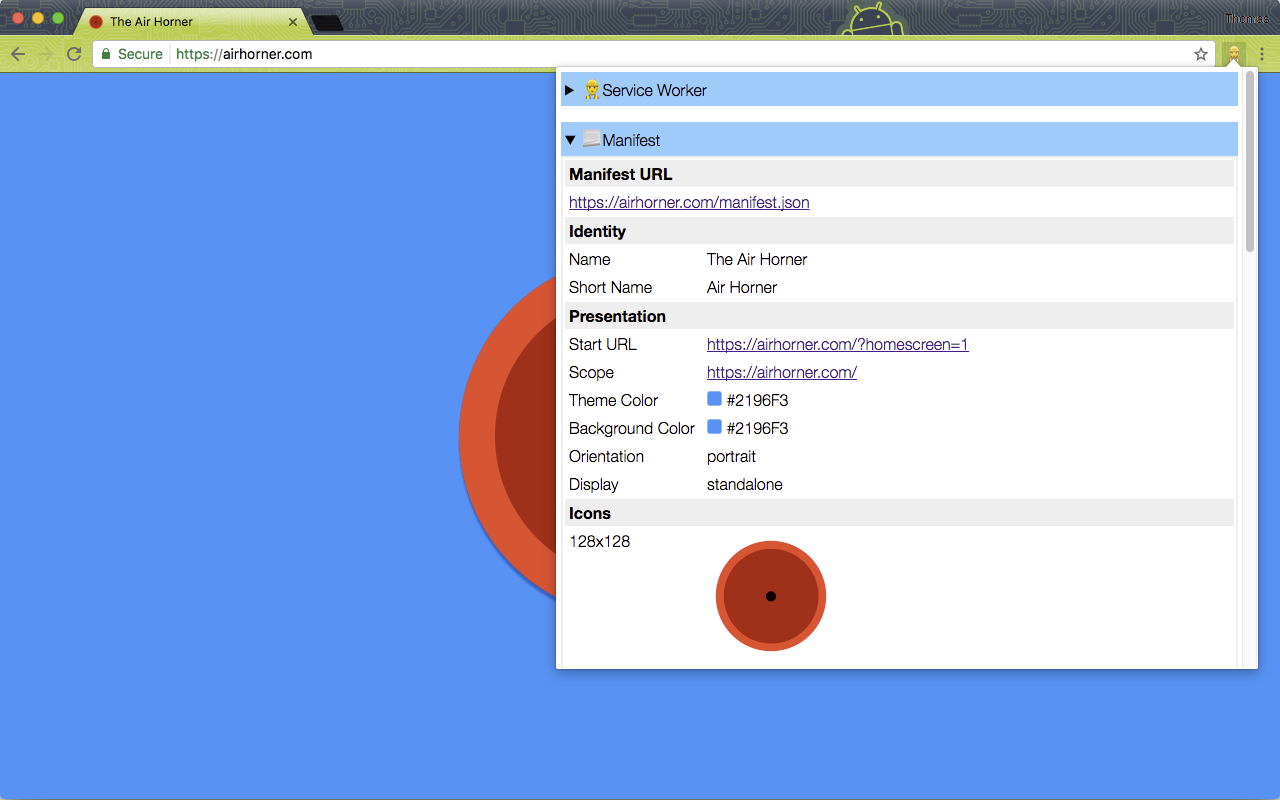 The Air Horner
Thomas
Secure https://airhorner.com
Service Worker
Manifest
Manifest URL
https://airhorner.com/manifest.json
Identity
Name The Air Horner
Short Name Air Horner
Presentation
Start URL https://airhorner.com/?homescreen=1
Scope https://airhorner.com/
Theme Color #2196F3
Background Color #2196F3
Orientation portrait
Display standalone
Icons
128x128